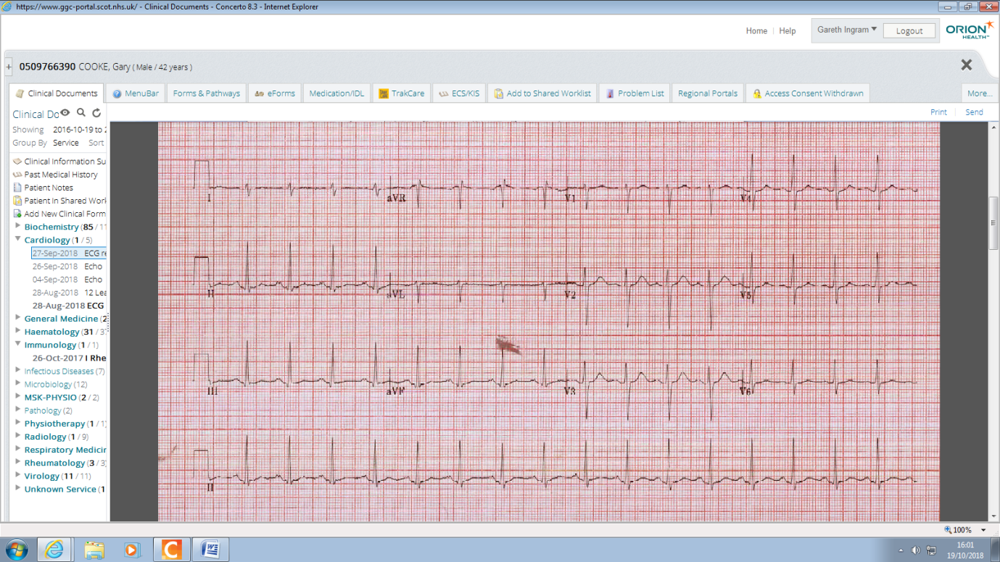 https://www.ggc-portal.scot.nhs.uk/ - Clinical Documents - Concerto 8.3 - Internet Explorer
Home Help Gareth Ingram Logout ORION HEALTH™
+ 0509766390 COOKE, Gary ( Male / 42 years )
Clinical Documents MenuBar Forms & Pathways eForms Medication/IDL TrakCare ECS/KIS Add to Shared Worklist Problem List Regional Portals Access Consent Withdrawn More...
Clinical Do
Print Send
Showing 2016-10-19 to 2
Group By Service Sort
Clinical Information Su
Past Medical History
Patient Notes
Patient In Shared Work
Add New Clinical Form
Biochemistry (85 / 11
Cardiology (1 / 5)
27-Sep-2018 ECG re
26-Sep-2018 Echo
04-Sep-2018 Echo
28-Aug-2018 12 Lea
28-Aug-2018 ECG
General Medicine (2
Haematology (31 / 3
Immunology (1 / 1)
26-Oct-2017 I Rhe
Infectious Diseases (7)
Microbiology (12)
MSK-PHYSIO (2 / 2)
Pathology (2)
Physiotherapy (1 / 1)
Radiology (1 / 9)
Respiratory Medicin
Rheumatology (3 / 3)
Virology (11 / 11)
Unknown Service (1
I aVR V1 V4
II aVL V2 V5
III aVF V3 V6
II
100%
16:01
19/10/2018